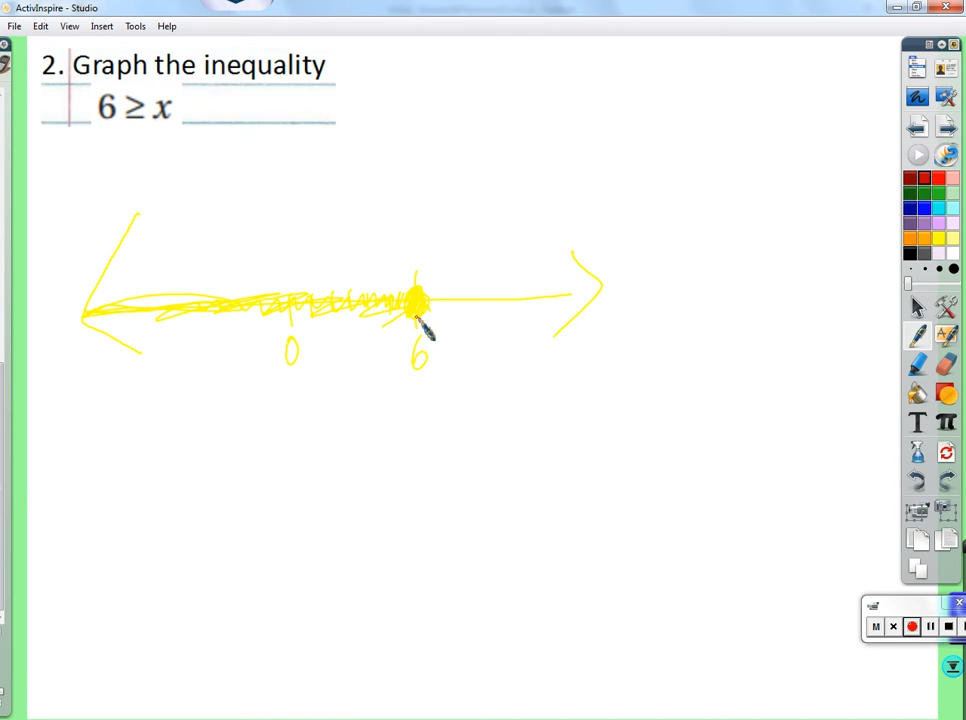 ActivInspire - Studio
File Edit View Insert Tools Help
2. Graph the inequality
6 ≥ x
0 6
T π
M